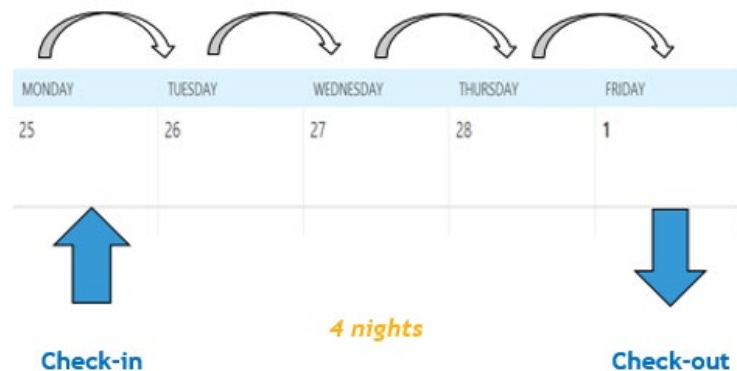 MONDAY TUESDAY WEDNESDAY THURSDAY FRIDAY
25 26 27 28 1
4 nights
Check-in Check-out